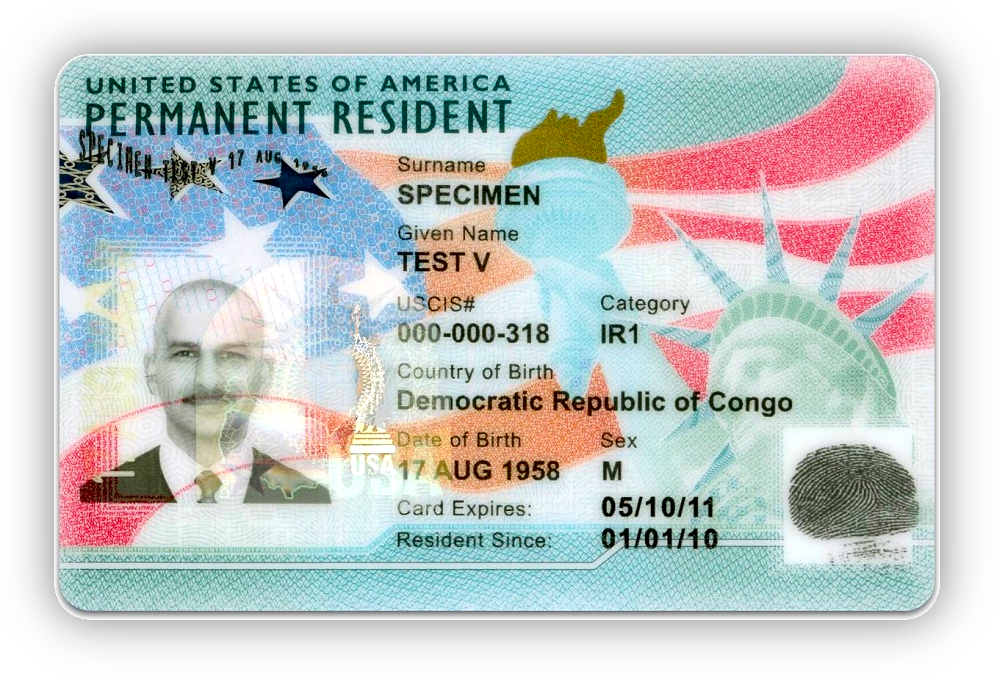 UNITED STATES OF AMERICA
PERMANENT RESIDENT
SPECIMEN TEST V 17 AUG
Surname
SPECIMEN
Given Name
TEST V
USCIS# Category
000-000-318 IR1
Country of Birth
Democratic Republic of Congo
Date of Birth Sex
17 AUG 1958 M
Card Expires: 05/10/11
Resident Since: 01/01/10
USA